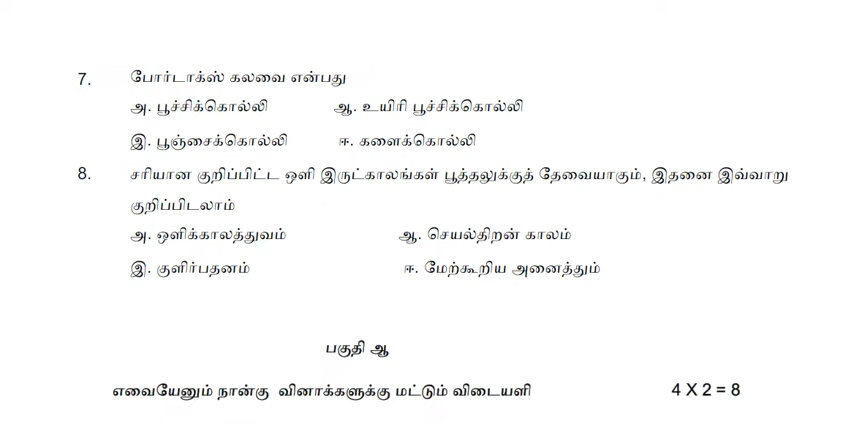 7. போர்டாக்ஸ் கலவை என்பது
அ. பூச்சிக்கொல்லி ஆ. உயிரி பூச்சிக்கொல்லி
இ. பூஞ்சைக்கொல்லி ஈ. களைக்கொல்லி
8. சரியான குறிப்பிட்ட ஒளி இருட்காலங்கள் பூத்தலுக்குத் தேவையாகும், இதனை இவ்வாறு
குறிப்பிடலாம்
அ. ஒளிக்காலத்துவம் ஆ. செயல்திறன் காலம்
இ. குளிர்பதனம் ஈ. மேற்கூறிய அனைத்தும்
பகுதி ஆ
எவையேனும் நான்கு வினாக்களுக்கு மட்டும் விடையளி 4 X 2 = 8